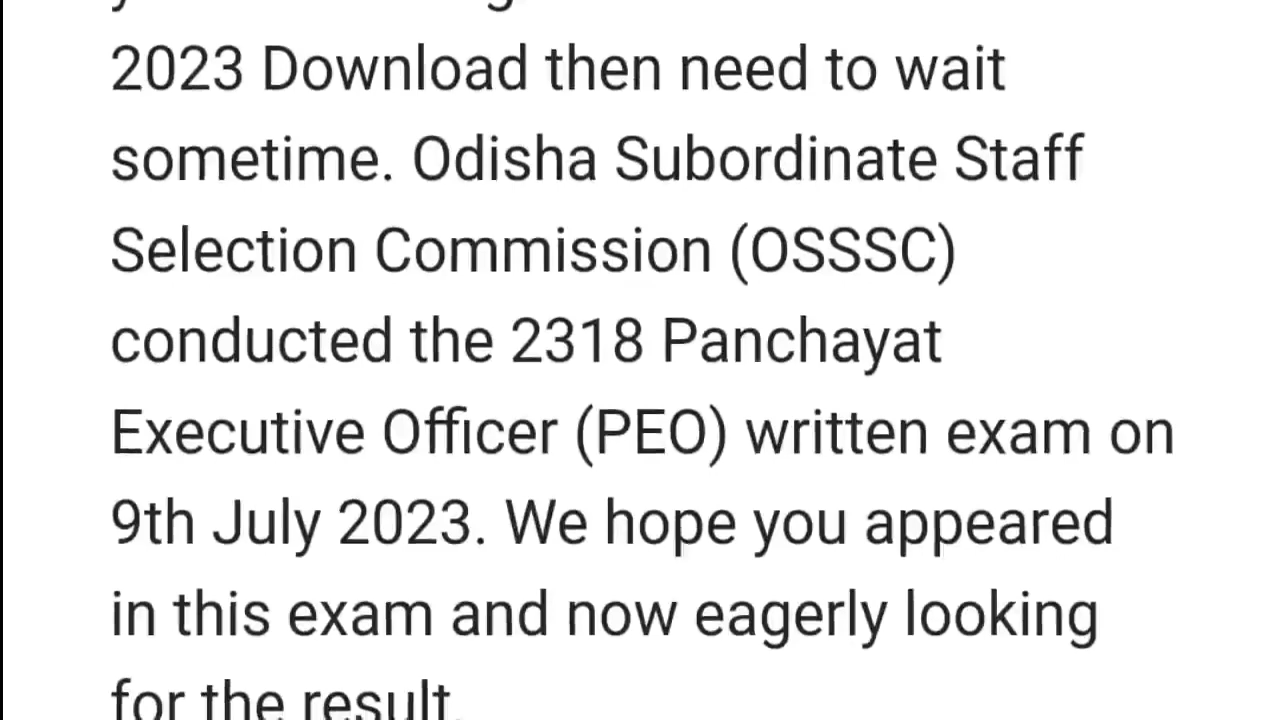 2023 Download then need to wait
sometime. Odisha Subordinate Staff
Selection Commission (OSSSC)
conducted the 2318 Panchayat
Executive Officer (PEO) written exam on
9th July 2023. We hope you appeared
in this exam and now eagerly looking
for the result.